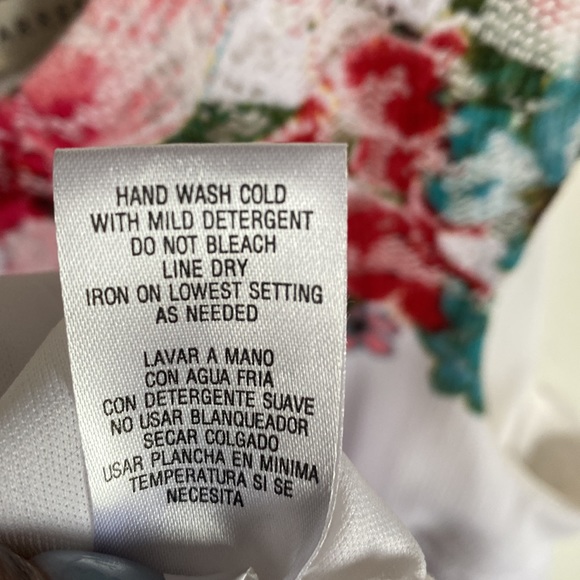 HAND WASH COLD
WITH MILD DETERGENT
DO NOT BLEACH
LINE DRY
IRON ON LOWEST SETTING
AS NEEDED
LAVAR A MANO
CON AGUA FRIA
CON DETERGENTE SUAVE
NO USAR BLANQUEADOR
SECAR COLGADO
USAR PLANCHA EN MINIMA
TEMPERATURA SI SE
NECESITA